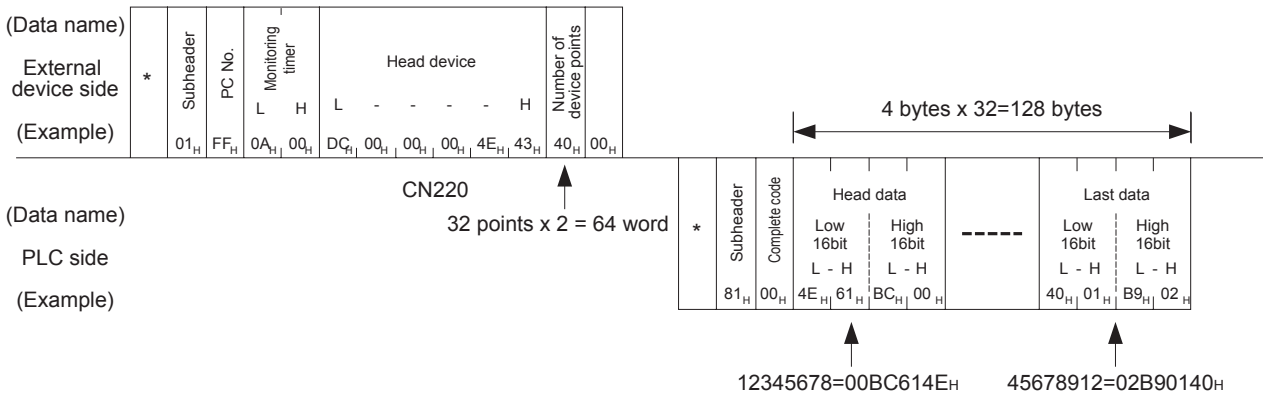 (Data name)
External
device side
(Example)
*
Subheader
01H
PC No.
FFH
Monitoring
timer
L H
0AH 00H
Head device
L - - - - H
DCH 00H 00H 00H 4EH 43H
Number of
device points
40H
00H
4 bytes x 32=128 bytes
CN220
32 points x 2 = 64 word
(Data name)
PLC side
(Example)
*
Subheader
81H
Complete code
00H
Head data
Low
16bit
L - H
4EH 61H
High
16bit
L - H
BCH 00H
-----
Last data
Low
16bit
L - H
40H 01H
High
16bit
L - H
B9H 02H
12345678=00BC614EH
45678912=02B90140H